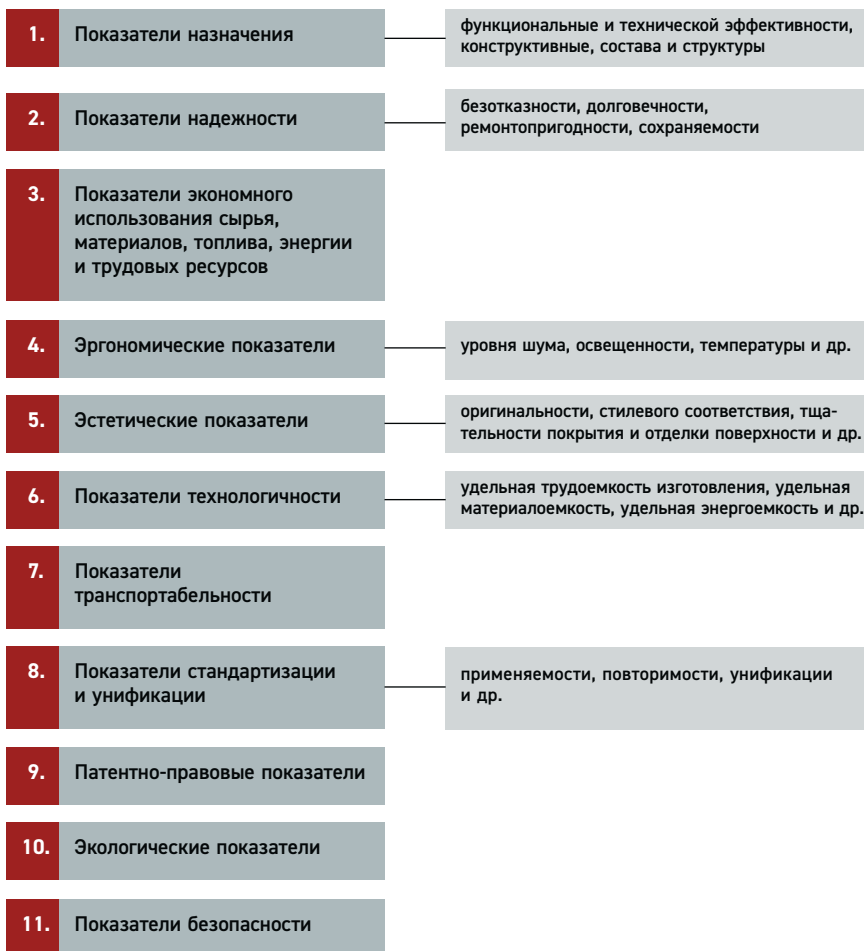 1.
Показатели назначения
функциональные и технической эффективности,
конструктивные, состава и структуры
2.
Показатели надежности
безотказности, долговечности,
ремонтопригодности, сохраняемости
3.
Показатели экономного
использования сырья,
материалов, топлива, энергии
и трудовых ресурсов
4.
Эргономические показатели
уровня шума, освещенности, температуры и др.
5.
Эстетические показатели
оригинальности, стилевого соответствия, тща-
тельности покрытия и отделки поверхности и др.
6.
Показатели технологичности
удельная трудоемкость изготовления, удельная
материалоемкость, удельная энергоемкость и др.
7.
Показатели
транспортабельности
8.
Показатели стандартизации
и унификации
применяемости, повторимости, унификации
и др.
9.
Патентно-правовые показатели
10.
Экологические показатели
11.
Показатели безопасности